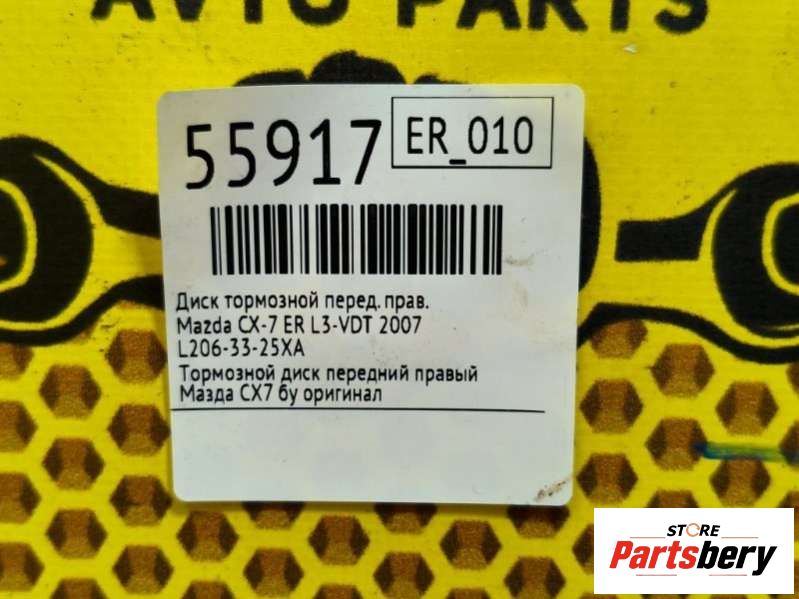 AVTO PARTS
55917
ER_010
Диск тормозной перед. прав.
Mazda CX-7 ER L3-VDT 2007
L206-33-25XA
Тормозной диск передний правый
Мазда CX7 бу оригинал
STORE
Partsbery